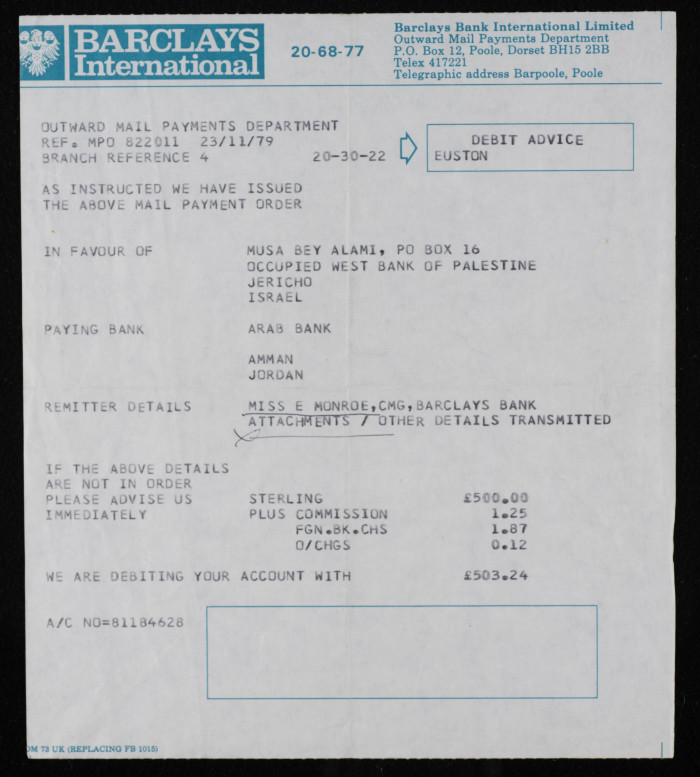 BARCLAYS
International
20-68-77
Barclays Bank International Limited
Outward Mail Payments Department
P.O. Box 12, Poole, Dorset BH15 2BB
Telex 417221
Telegraphic address Barpoole, Poole
OUTWARD MAIL PAYMENTS DEPARTMENT
REF. MPO 822011 23/11/79
BRANCH REFERENCE 4 20-30-22
DEBIT ADVICE
EUSTON
AS INSTRUCTED WE HAVE ISSUED
THE ABOVE MAIL PAYMENT ORDER
IN FAVOUR OF MUSA BEY ALAMI, PO BOX 16
OCCUPIED WEST BANK OF PALESTINE
JERICHO
ISRAEL
PAYING BANK ARAB BANK
AMMAN
JORDAN
REMITTER DETAILS MISS E MONROE,CMG,BARCLAYS BANK
ATTACHMENTS / OTHER DETAILS TRANSMITTED
IF THE ABOVE DETAILS
ARE NOT IN ORDER
PLEASE ADVISE US STERLING £500.00
IMMEDIATELY PLUS COMMISSION 1.25
FGN.BK.CHS 1.87
O/CHGS 0.12
WE ARE DEBITING YOUR ACCOUNT WITH £503.24
A/C NO=81184628
OM 73 UK (REPLACING FB 1015)